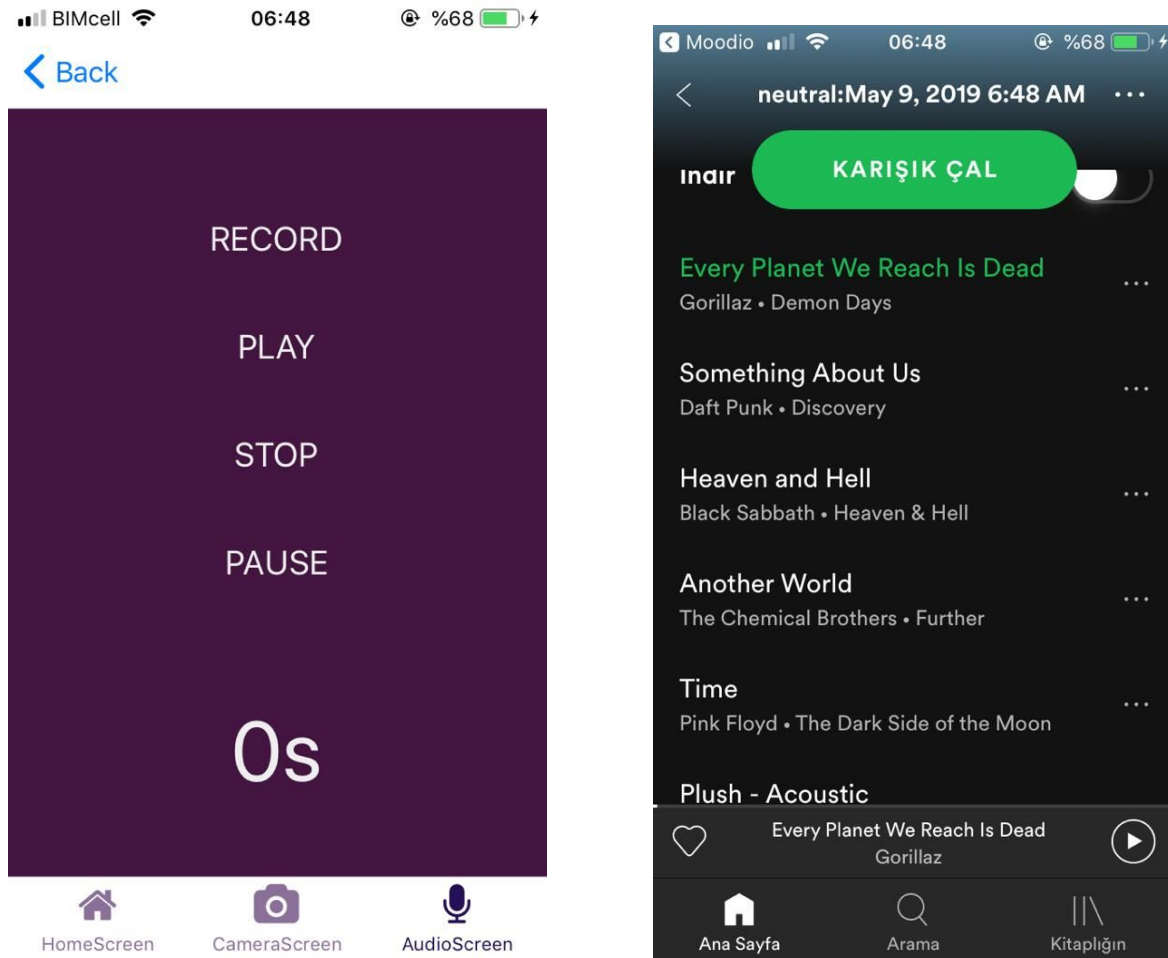 BIMcell 06:48 %68
Back
RECORD
PLAY
STOP
PAUSE
0s
HomeScreen CameraScreen AudioScreen
Moodio 06:48 %68
neutral:May 9, 2019 6:48 AM ...
KARIŞIK ÇAL
İndir
Every Planet We Reach Is Dead
Gorillaz • Demon Days
Something About Us
Daft Punk • Discovery
Heaven and Hell
Black Sabbath • Heaven & Hell
Another World
The Chemical Brothers • Further
Time
Pink Floyd • The Dark Side of the Moon
Plush - Acoustic
Every Planet We Reach Is Dead
Gorillaz
Ana Sayfa Arama Kitaplığın